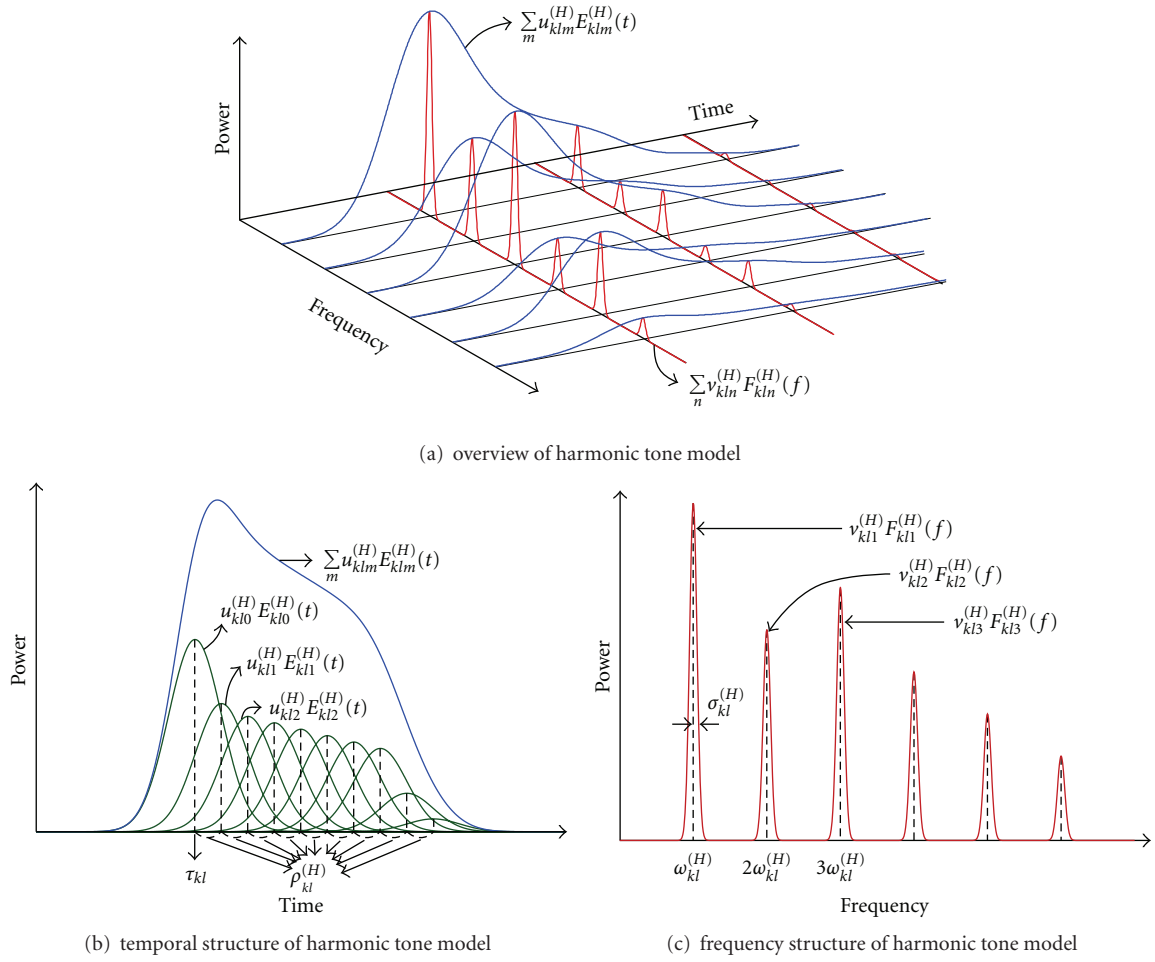 ∑_m u_{klm}^{(H)} E_{klm}^{(H)}(t)
Power
Time
Frequency
∑_n v_{kln}^{(H)} F_{kln}^{(H)}(f)
(a) overview of harmonic tone model
Power
∑_m u_{klm}^{(H)} E_{klm}^{(H)}(t)
u_{kl0}^{(H)} E_{kl0}^{(H)}(t)
u_{kl1}^{(H)} E_{kl1}^{(H)}(t)
u_{kl2}^{(H)} E_{kl2}^{(H)}(t)
τ_{kl}
ρ_{kl}^{(H)}
Time
(b) temporal structure of harmonic tone model
Power
v_{kl1}^{(H)} F_{kl1}^{(H)}(f)
v_{kl2}^{(H)} F_{kl2}^{(H)}(f)
v_{kl3}^{(H)} F_{kl3}^{(H)}(f)
σ_{kl}^{(H)}
ω_{kl}^{(H)} 2ω_{kl}^{(H)} 3ω_{kl}^{(H)}
Frequency
(c) frequency structure of harmonic tone model